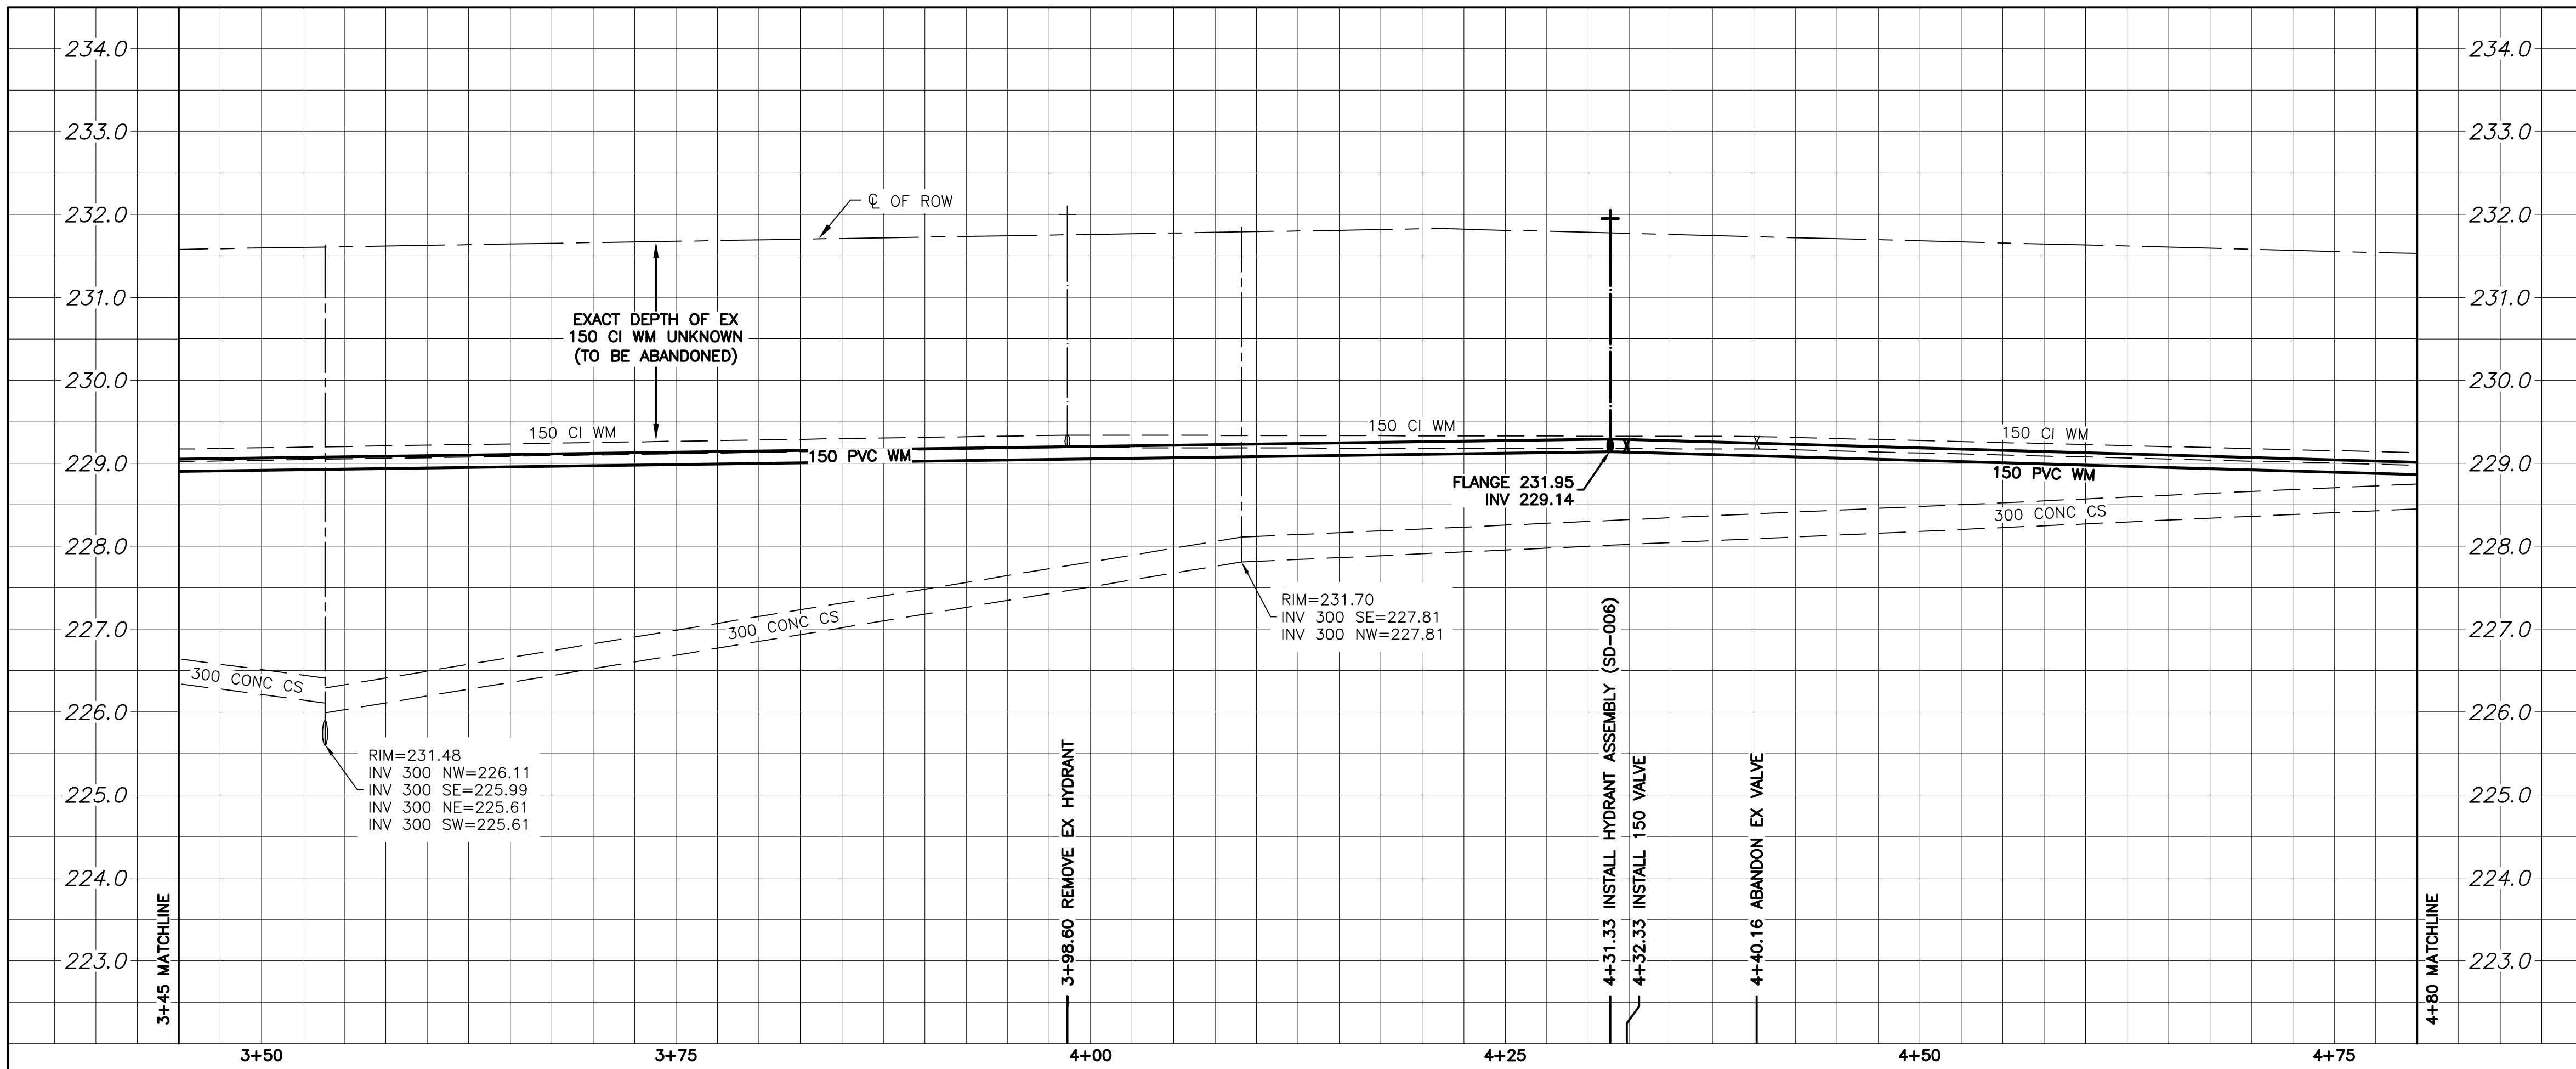 234.0
234.0
233.0
233.0
232.0
232.0
℄ OF ROW
231.0
231.0
EXACT DEPTH OF EX
150 CI WM UNKNOWN
(TO BE ABANDONED)
230.0
230.0
150 CI WM
150 CI WM
150 CI WM
229.0
229.0
150 PVC WM
150 PVC WM
FLANGE 231.95
INV 229.14
300 CONC CS
228.0
228.0
RIM=231.70
INV 300 SE=227.81
INV 300 NW=227.81
227.0
227.0
300 CONC CS
300 CONC CS
226.0
226.0
RIM=231.48
INV 300 NW=226.11
INV 300 SE=225.99
INV 300 NE=225.61
INV 300 SW=225.61
225.0
225.0
224.0
224.0
223.0
223.0
3+45 MATCHLINE
3+98.60 REMOVE EX HYDRANT
4+31.33 INSTALL HYDRANT ASSEMBLY (SD-006)
4+32.33 INSTALL 150 VALVE
4+40.16 ABANDON EX VALVE
4+80 MATCHLINE
3+50
3+75
4+00
4+25
4+50
4+75